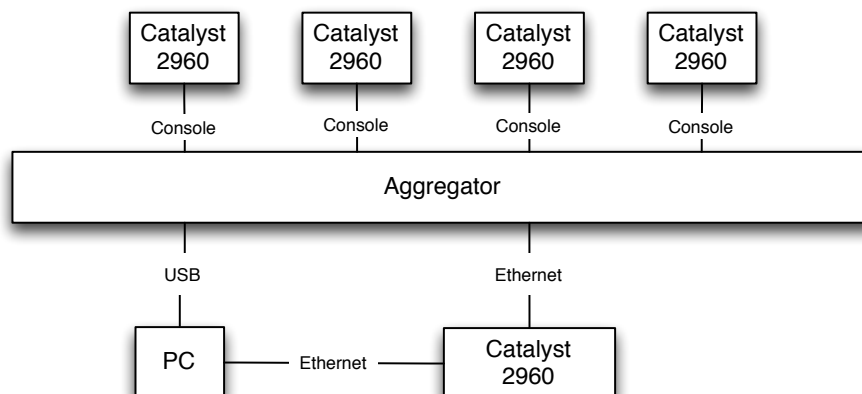 Catalyst
2960
Catalyst
2960
Catalyst
2960
Catalyst
2960
Console
Console
Console
Console
Aggregator
USB
Ethernet
PC
Ethernet
Catalyst
2960